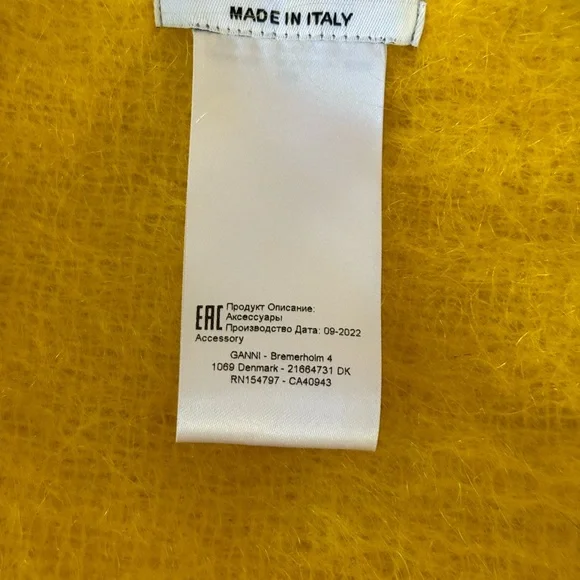 MADE IN ITALY
EAC Продукт Описание:
Аксессуары
Производство Дата: 09-2022
Accessory
GANNI - Bremerholm 4
1069 Denmark - 21664731 DK
RN154797 - CA40943